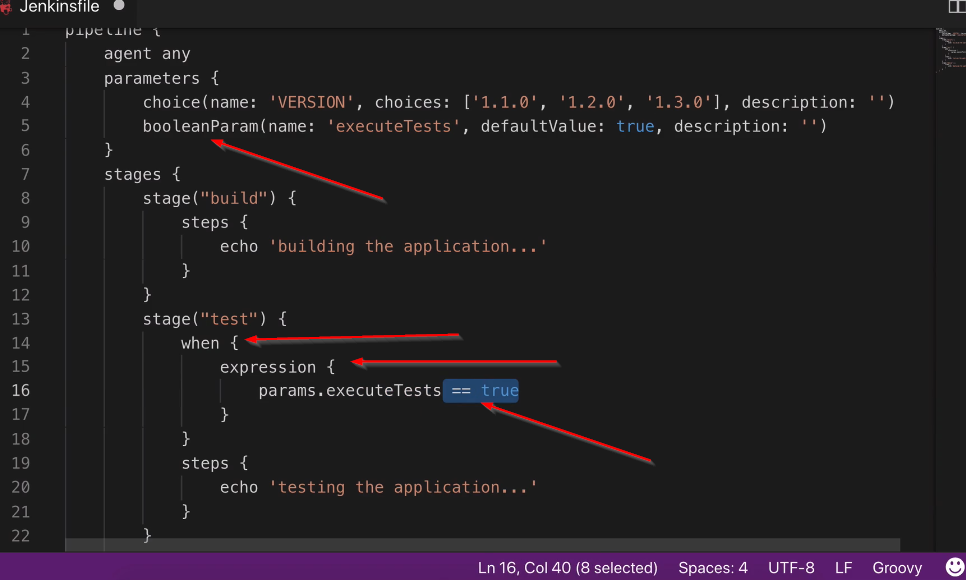 Jenkinsfile
1 pipeline {
2 agent any
3 parameters {
4 choice(name: 'VERSION', choices: ['1.1.0', '1.2.0', '1.3.0'], description: '')
5 booleanParam(name: 'executeTests', defaultValue: true, description: '')
6 }
7 stages {
8 stage("build") {
9 steps {
10 echo 'building the application...'
11 }
12 }
13 stage("test") {
14 when {
15 expression {
16 params.executeTests == true
17 }
18 }
19 steps {
20 echo 'testing the application...'
21 }
22 }
Ln 16, Col 40 (8 selected) Spaces: 4 UTF-8 LF Groovy